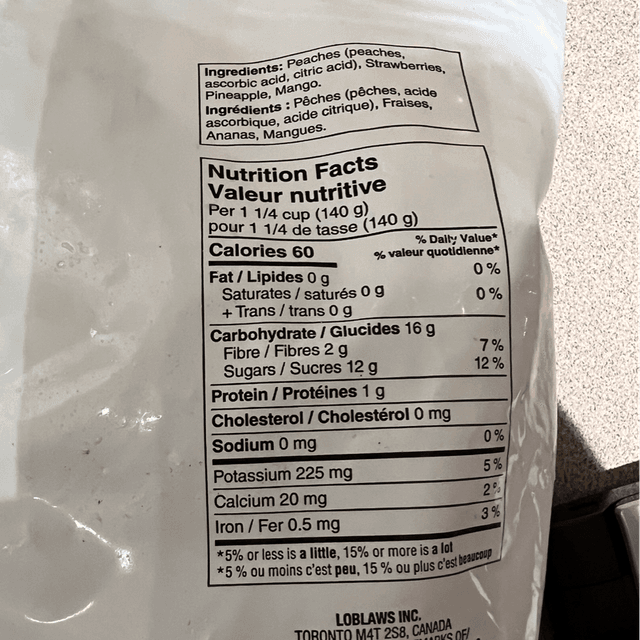 Ingredients: Peaches (peaches,
ascorbic acid, citric acid), Strawberries,
Pineapple, Mango.
Ingrédients : Pêches (pêches, acide
ascorbique, acide citrique), Fraises,
Ananas, Mangues.
Nutrition Facts
Valeur nutritive
Per 1 1/4 cup (140 g)
pour 1 1/4 de tasse (140 g)
% Daily Value*
Calories 60 % valeur quotidienne*
Fat / Lipides 0 g 0 %
Saturates / saturés 0 g 0 %
+ Trans / trans 0 g
Carbohydrate / Glucides 16 g
Fibre / Fibres 2 g 7 %
Sugars / Sucres 12 g 12 %
Protein / Protéines 1 g
Cholesterol / Cholestérol 0 mg
Sodium 0 mg 0 %
Potassium 225 mg 5 %
Calcium 20 mg 2 %
Iron / Fer 0.5 mg 3 %
*5% or less is a little, 15% or more is a lot
*5 % ou moins c'est peu, 15 % ou plus c'est beaucoup
LOBLAWS INC.
TORONTO M4T 2S8, CANADA